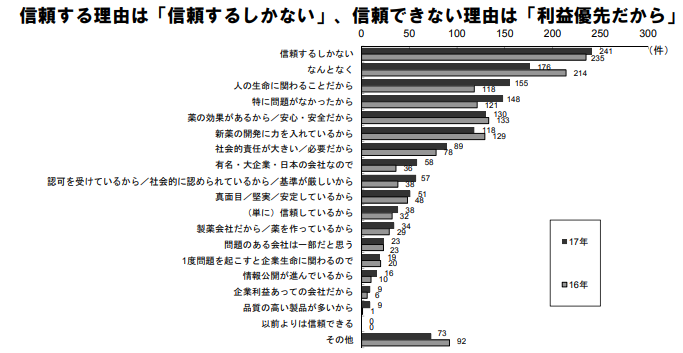 信頼する理由は「信頼するしかない」、信頼できない理由は「利益優先だから」
0 50 100 150 200 250 300
(件)
信頼するしかない 241 235
なんとなく 176 214
人の生命に関わることだから 155 118
特に問題がなかったから 148 121
薬の効果があるから/安心・安全だから 130 133
新薬の開発に力を入れているから 118 129
社会的責任が大きい/必要だから 89 78
有名・大企業・日本の会社なので 58 36
認可を受けているから/社会的に認められているから/基準が厳しいから 57 38
真面目/堅実/安定しているから 51 48
(単に)信頼しているから 38 32
製薬会社だから/薬を作っているから 34 29
問題のある会社は一部だと思う 23 23
1度問題を起こすと企業生命に関わるので 19 20
情報公開が進んでいるから 16 10
企業利益あっての会社だから 9 6
品質の高い製品が多いから 9 1
以前よりは信頼できる 0 0
その他 73 92
17年
16年